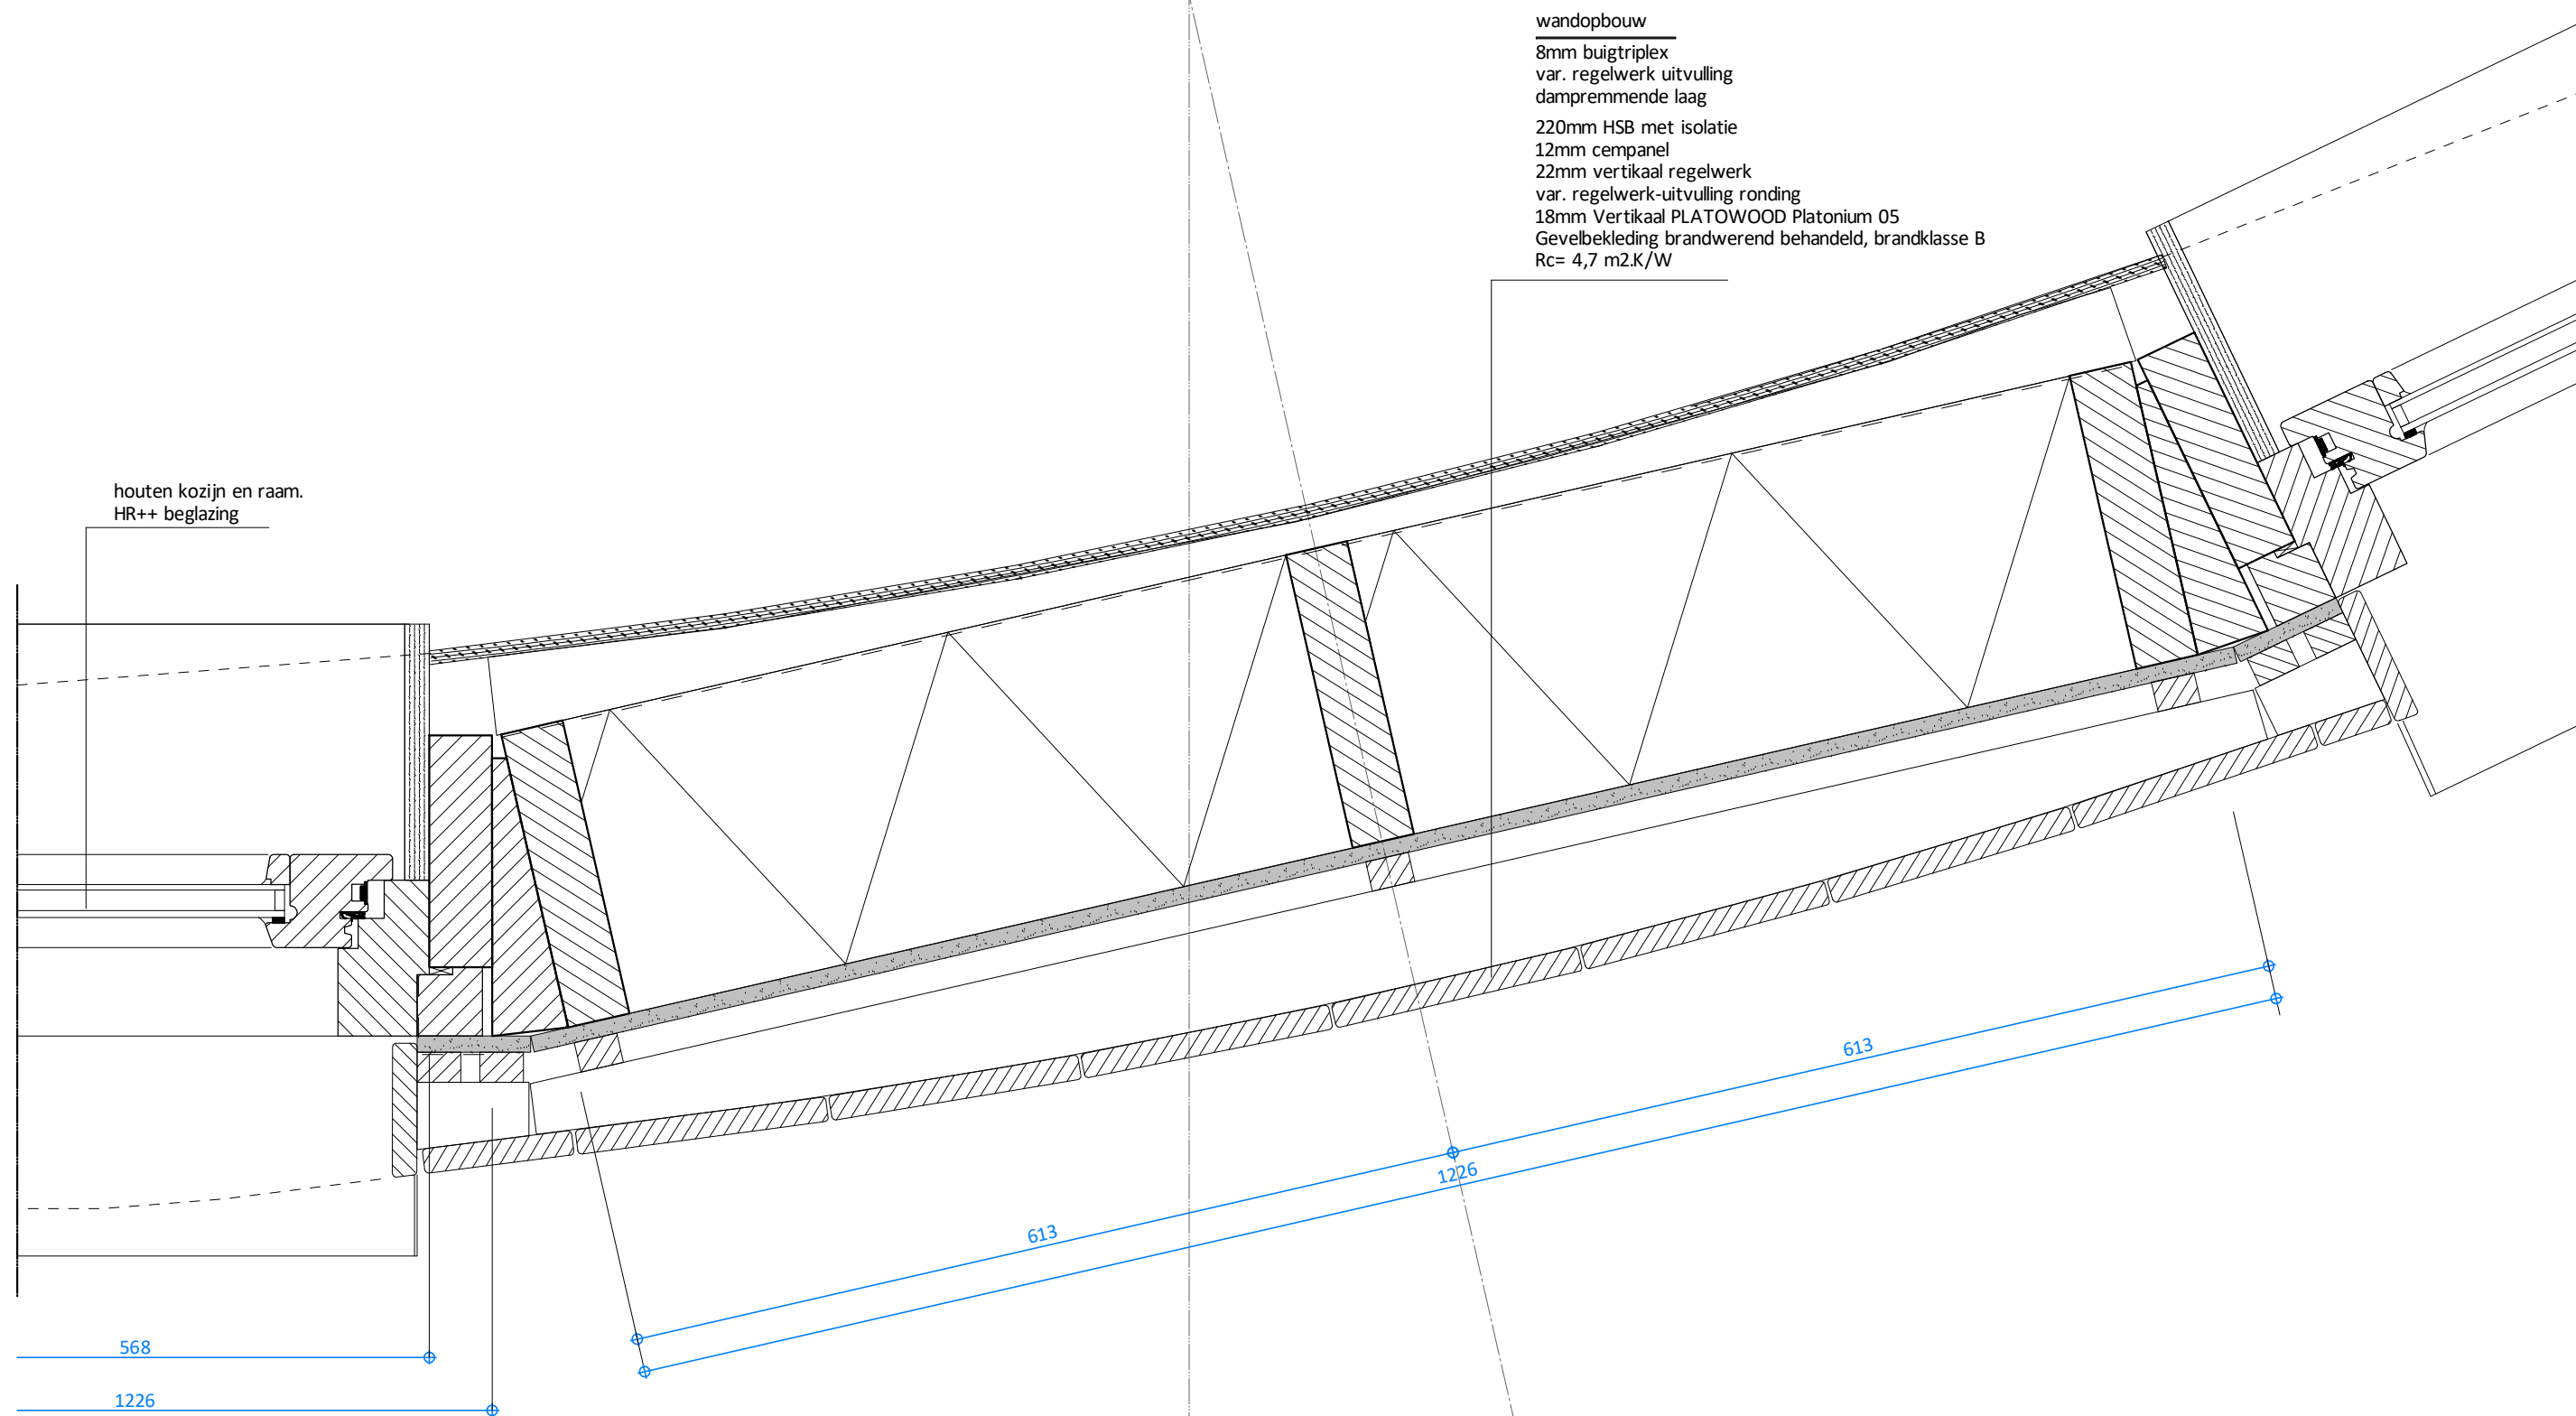 wandopbouw
8mm buigtriplex
var. regelwerk uitvulling
dampremmende laag
220mm HSB met isolatie
12mm cempanel
22mm vertikaal regelwerk
var. regelwerk-uitvulling ronding
18mm Vertikaal PLATOWOOD Platonium 05
Gevelbekleding brandwerend behandeld, brandklasse B
Rc= 4,7 m2.K/W
houten kozijn en raam.
HR++ beglazing
613
1226
613
568
1226